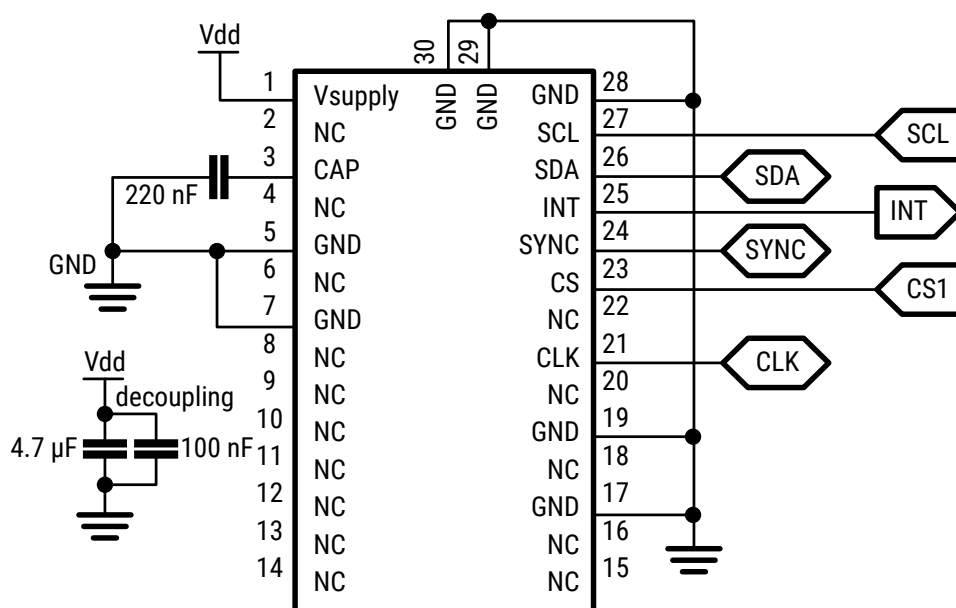 Vdd
30
29
1
Vsupply
GND
GND
GND
28
2
NC
SCL
27
SCL
3
CAP
SDA
26
SDA
220 nF
4
NC
INT
25
INT
5
GND
SYNC
24
SYNC
GND
6
NC
CS
23
CS1
7
GND
NC
22
8
NC
CLK
21
CLK
Vdd
9
NC
NC
20
decoupling
10
NC
GND
19
4.7 µF
100 nF
11
NC
NC
18
12
NC
GND
17
13
NC
NC
16
14
NC
NC
15